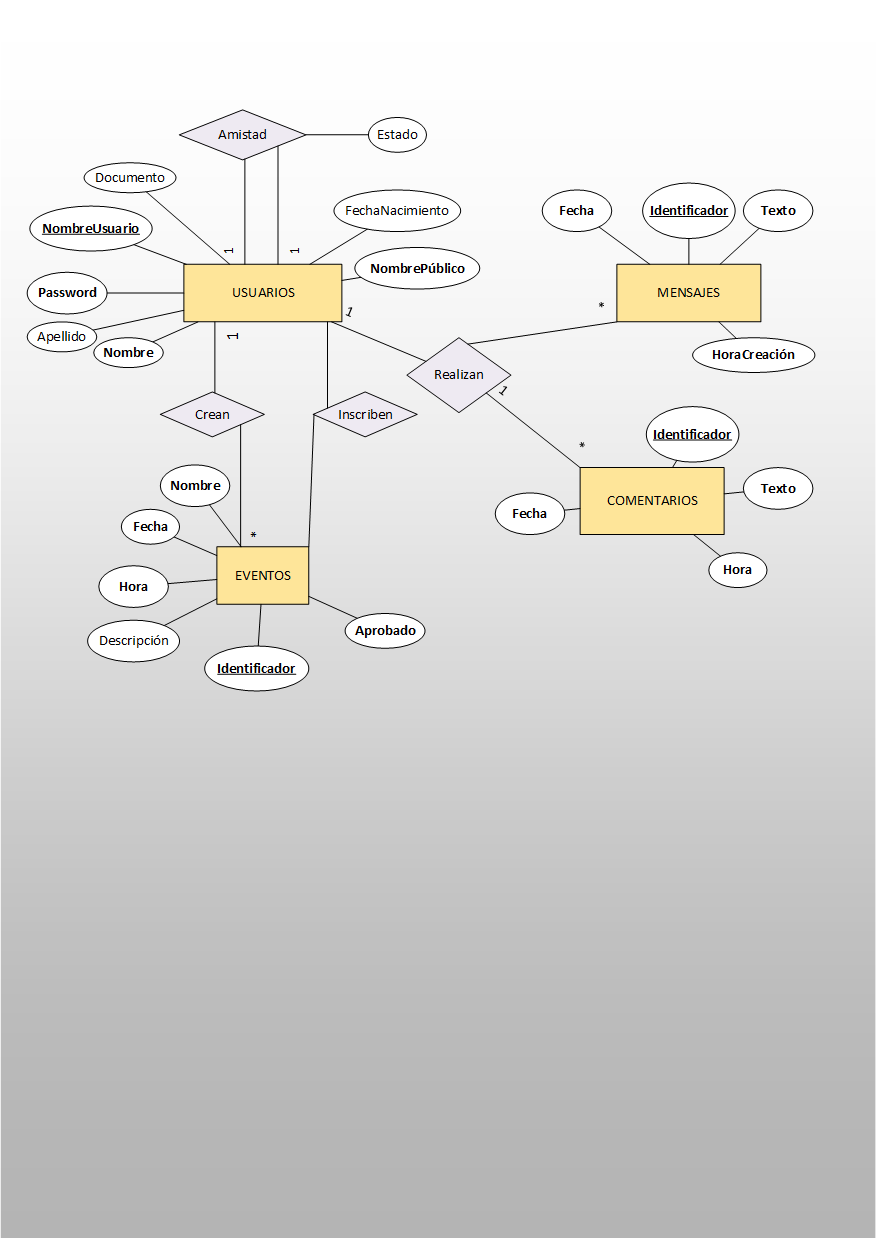 Amistad
Estado
Documento
FechaNacimiento
Fecha
Identificador
Texto
NombreUsuario
1
1
NombrePúblico
Password
USUARIOS
MENSAJES
1
*
Apellido
1
Nombre
HoraCreación
Realizan
1
Crean
Inscriben
Identificador
*
Nombre
Texto
COMENTARIOS
Fecha
Fecha
*
Hora
EVENTOS
Hora
Descripción
Aprobado
Identificador